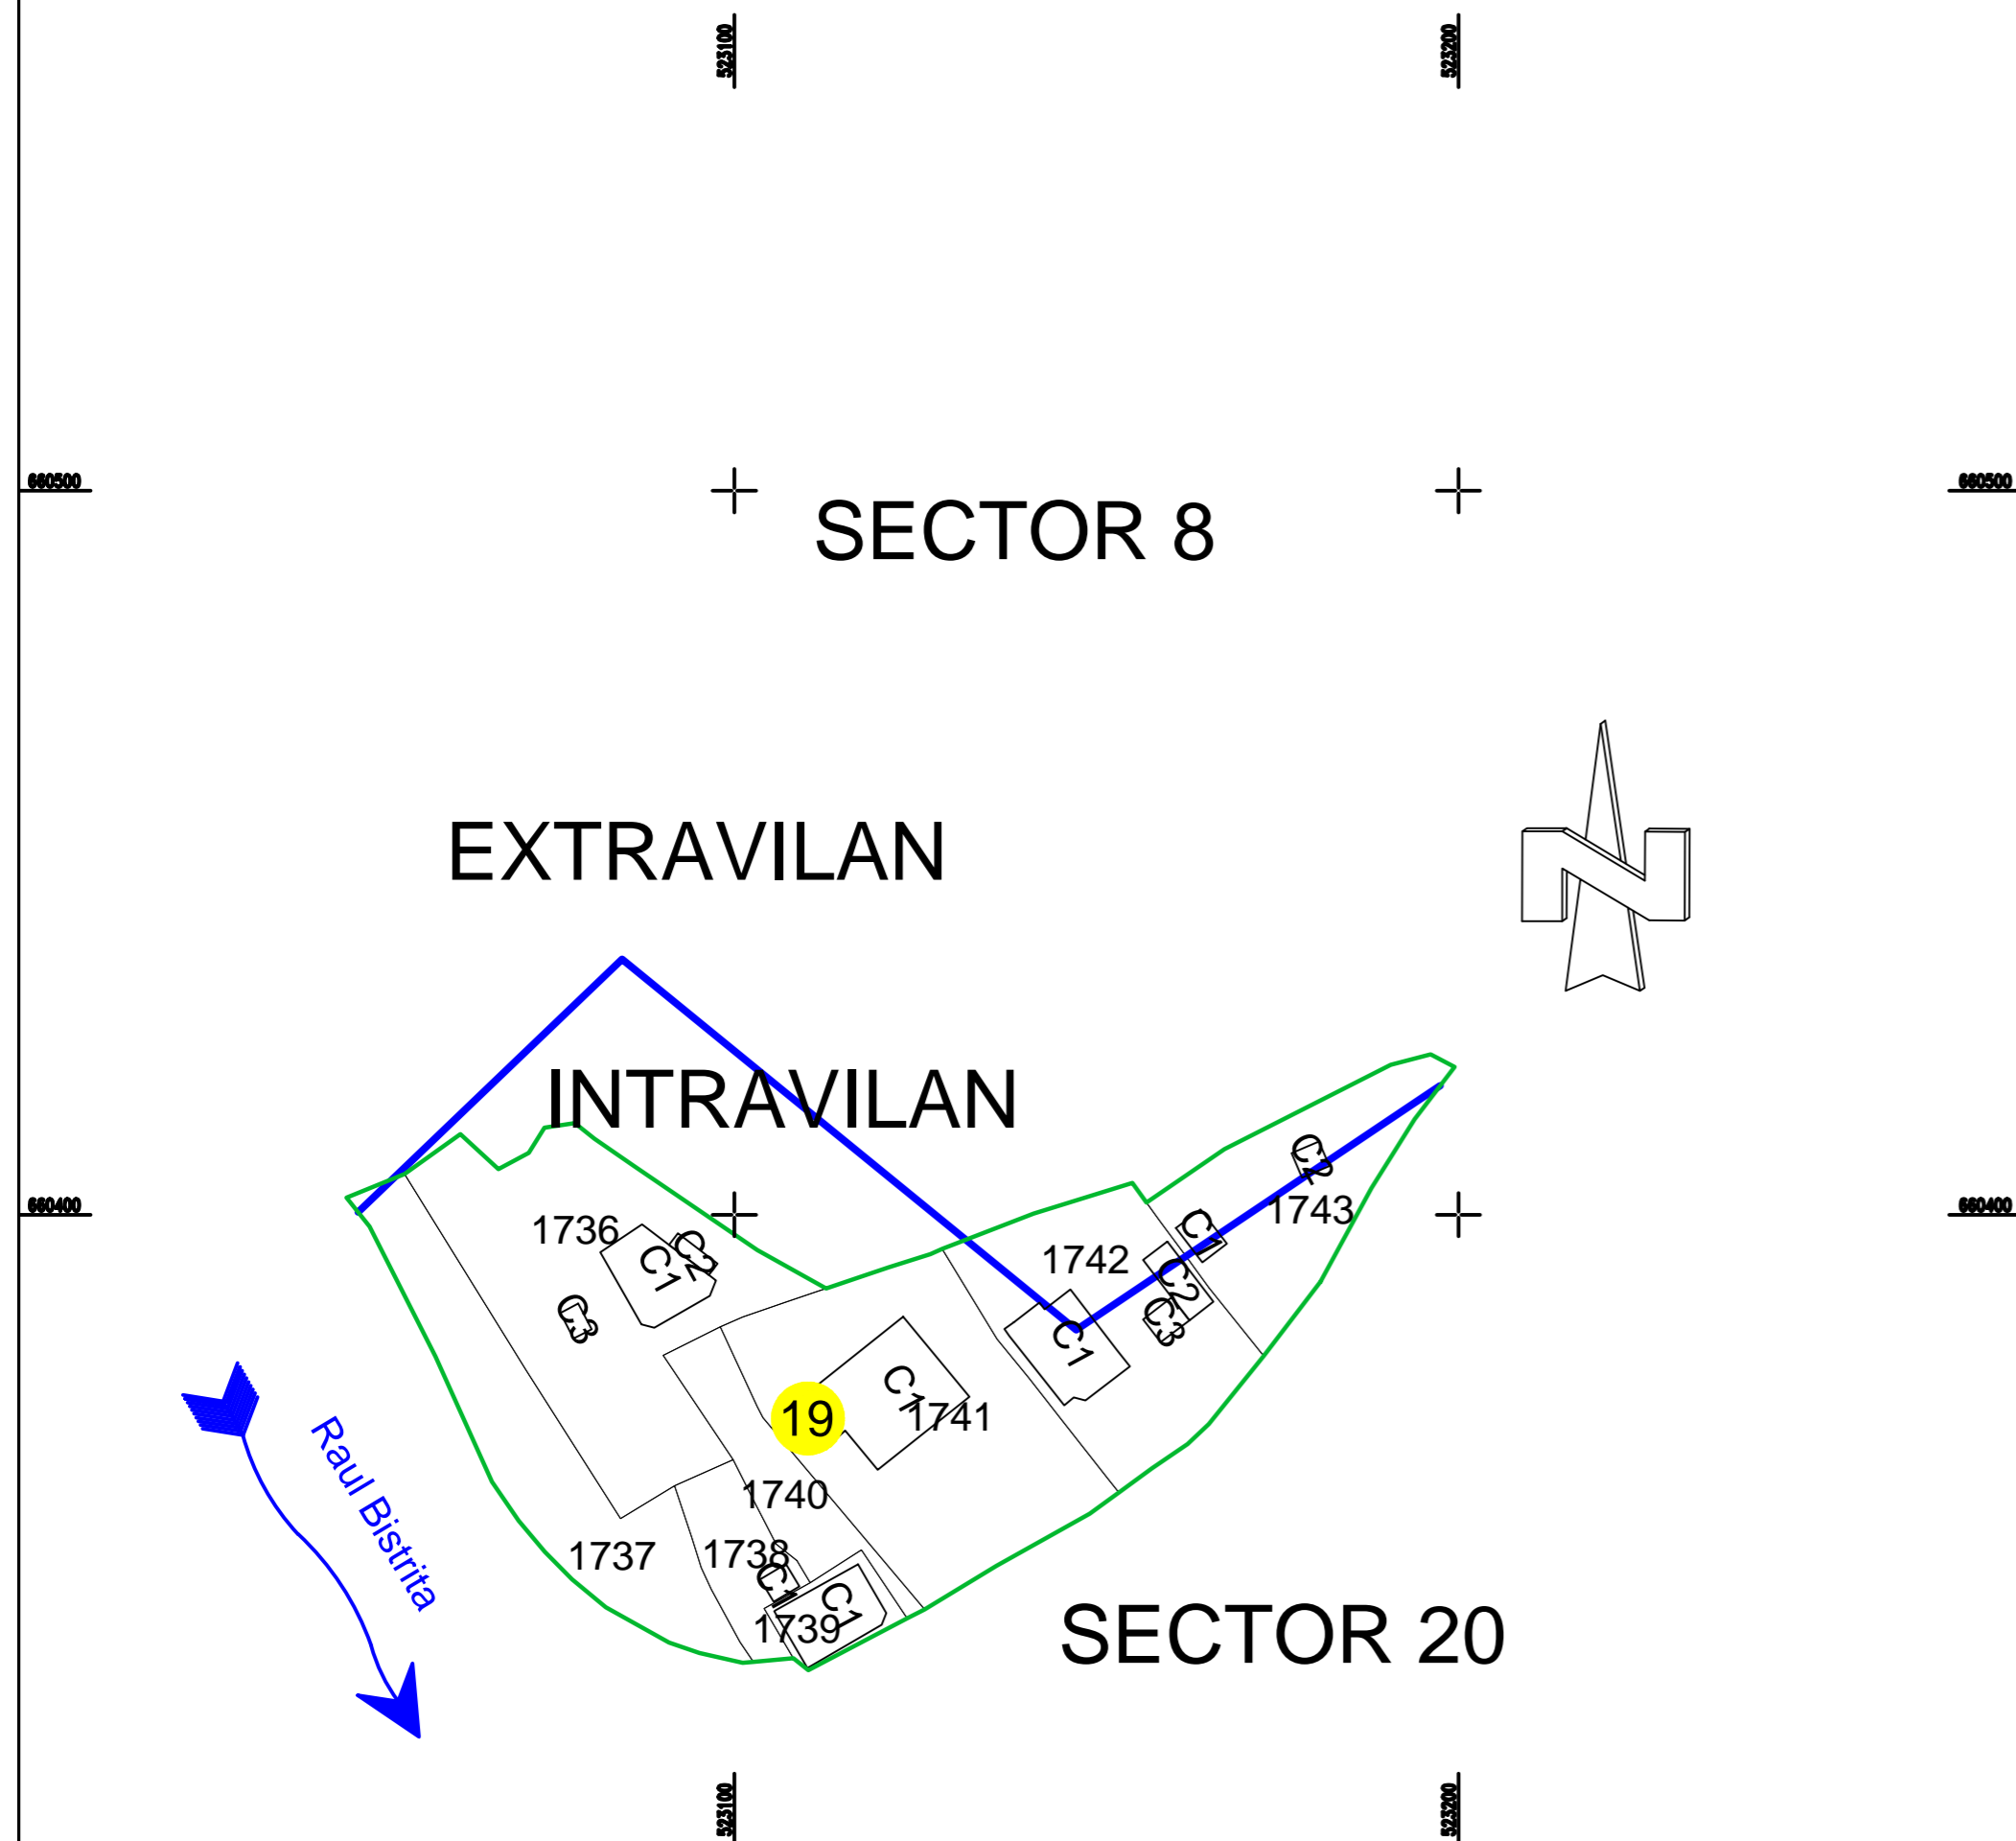 523100
523200
660500
660500
SECTOR 8
EXTRAVILAN
INTRAVILAN
660400
660400
1736
C1
C2
C3
1742
C1
C2
C3
1743
C1
C2
19
C1
1741
1740
1737
1738
C1
C1
1739
Raul Bistrita
SECTOR 20
523100
523200
N